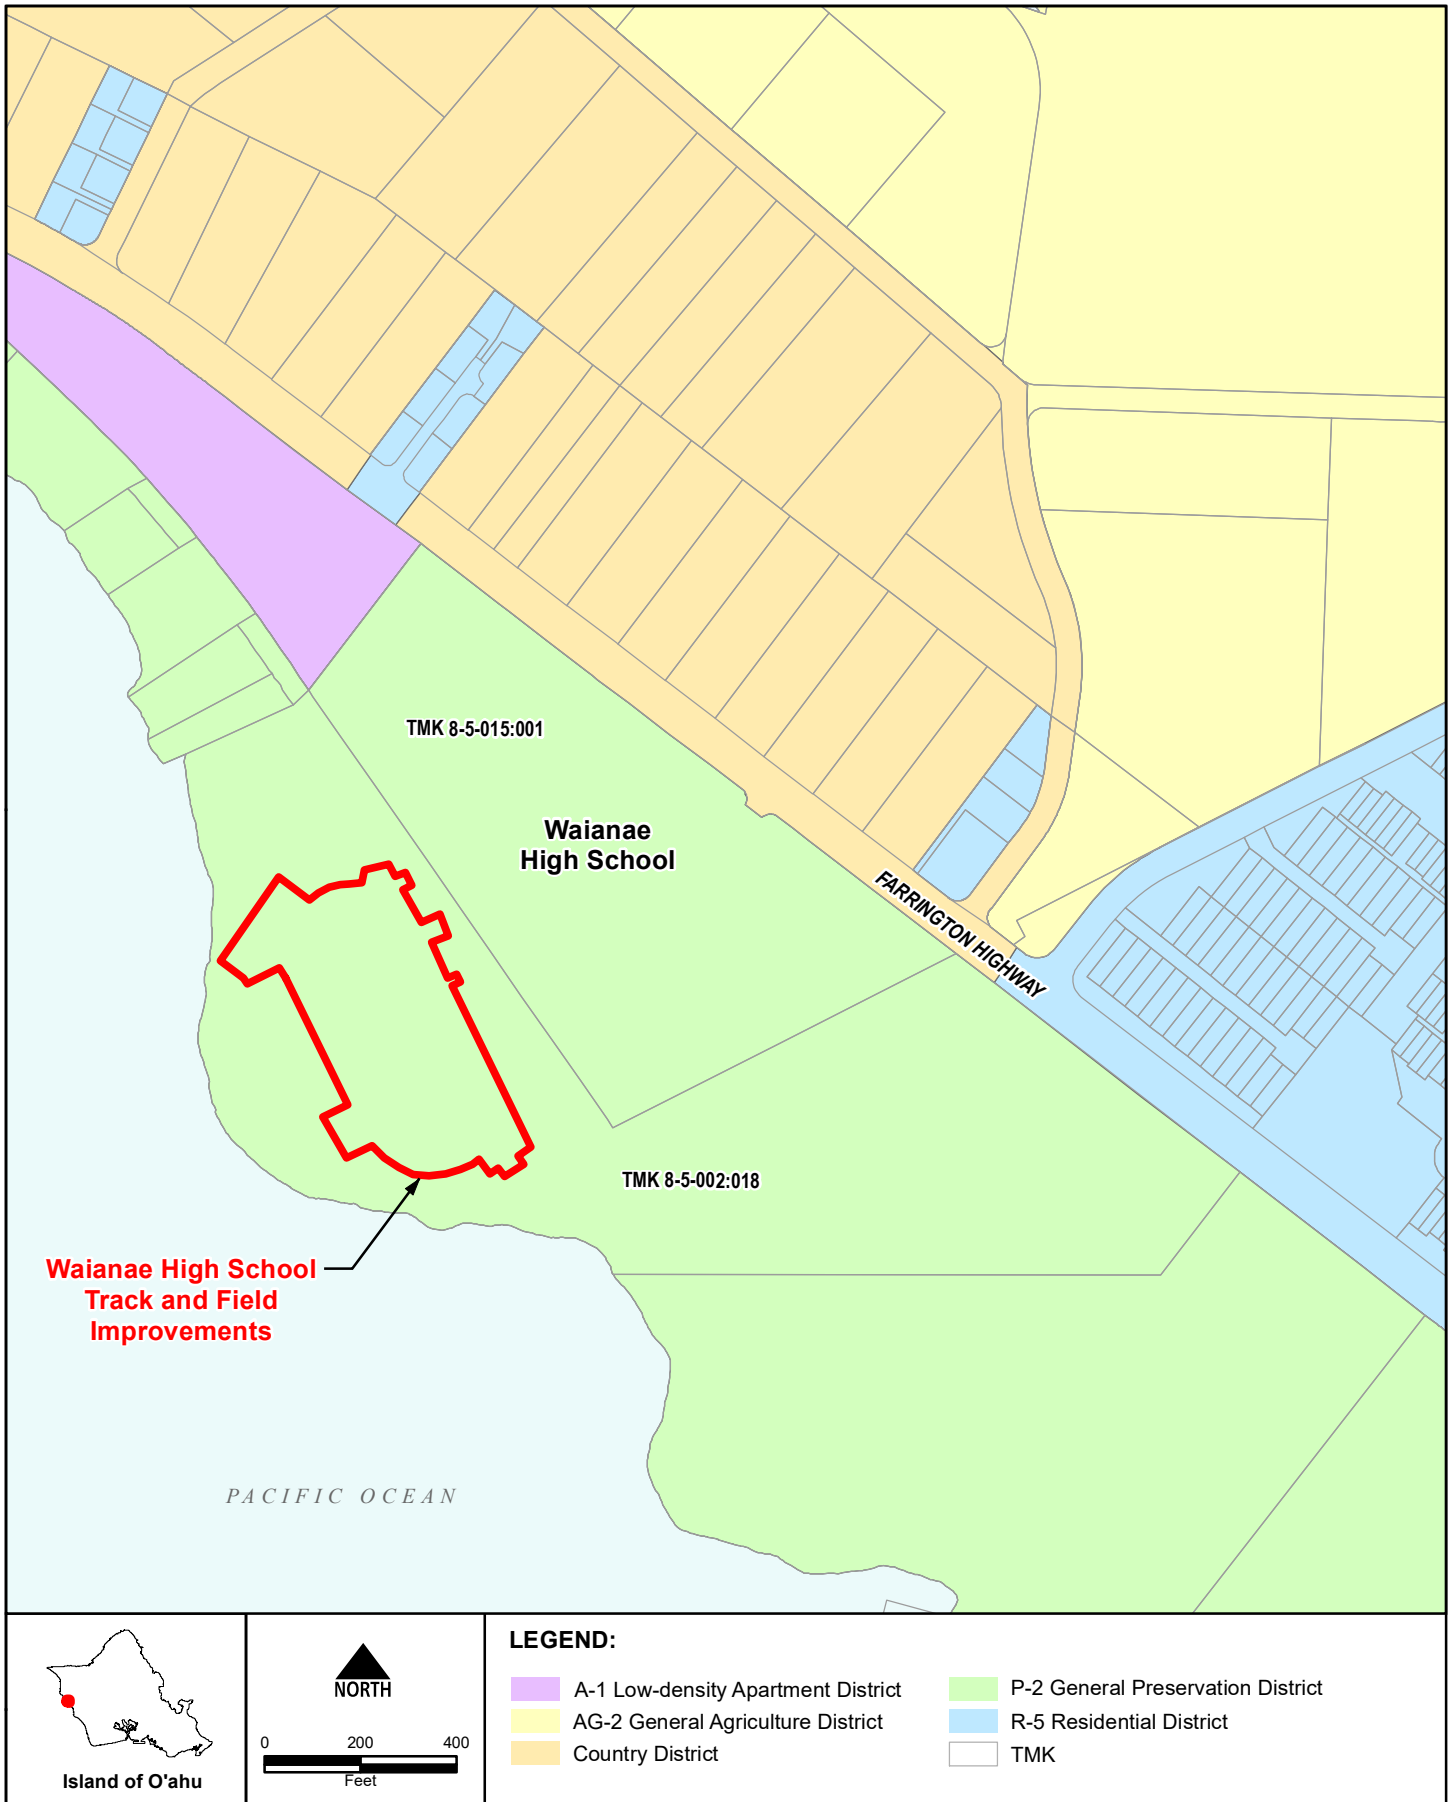 TMK 8-5-015:001
Waianae
High School
FARRINGTON HIGHWAY
TMK 8-5-002:018
Waianae High School
Track and Field
Improvements
PACIFIC OCEAN
Island of O'ahu
NORTH
0 200 400
Feet
LEGEND:
A-1 Low-density Apartment District
AG-2 General Agriculture District
Country District
P-2 General Preservation District
R-5 Residential District
TMK